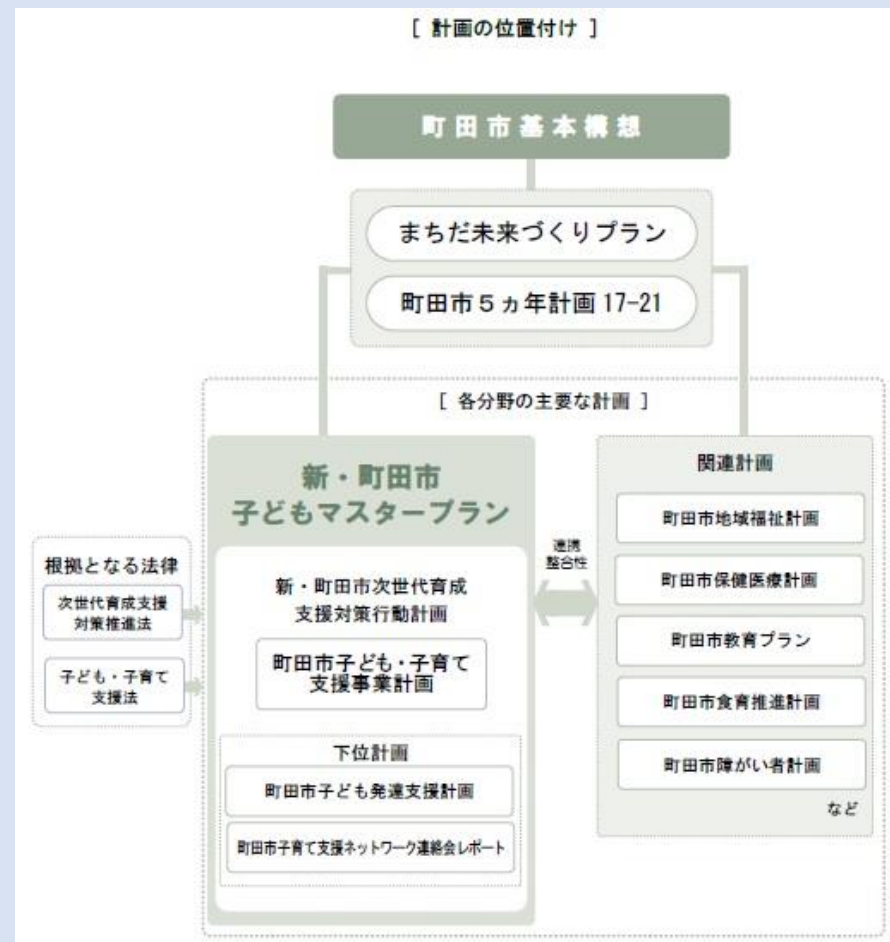 [ 計画の位置付け ]
町田市基本構想
まちだ未来づくりプラン
町田市5ヵ年計画 17-21
[ 各分野の主要な計画 ]
新・町田市
子どもマスタープラン
新・町田市次世代育成
支援対策行動計画
町田市子ども・子育て
支援事業計画
下位計画
町田市子ども発達支援計画
町田市子育て支援ネットワーク連絡会レポート
根拠となる法律
次世代育成支援
対策推進法
子ども・子育て
支援法
連携
整合性
関連計画
町田市地域福祉計画
町田市保健医療計画
町田市教育プラン
町田市食育推進計画
町田市障がい者計画
など